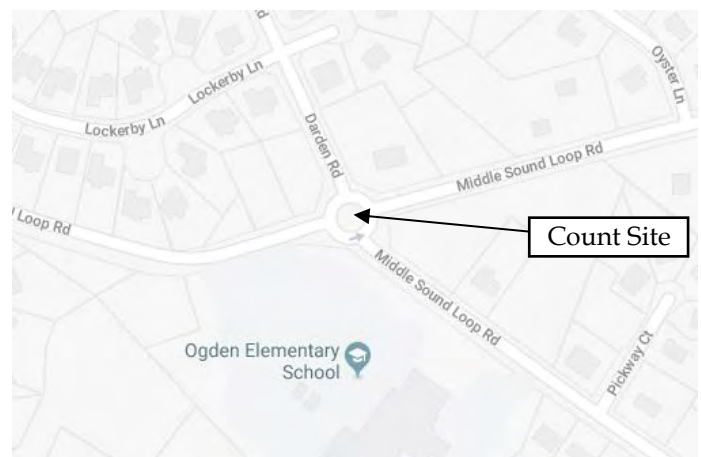 Rd
Oyster Ln
Lockerby Ln
Lockerby Ln
Darden Rd
Middle Sound Loop Rd
Loop Rd
Count Site
Middle Sound Loop Rd
Ogden Elementary
School
Pickway Ct